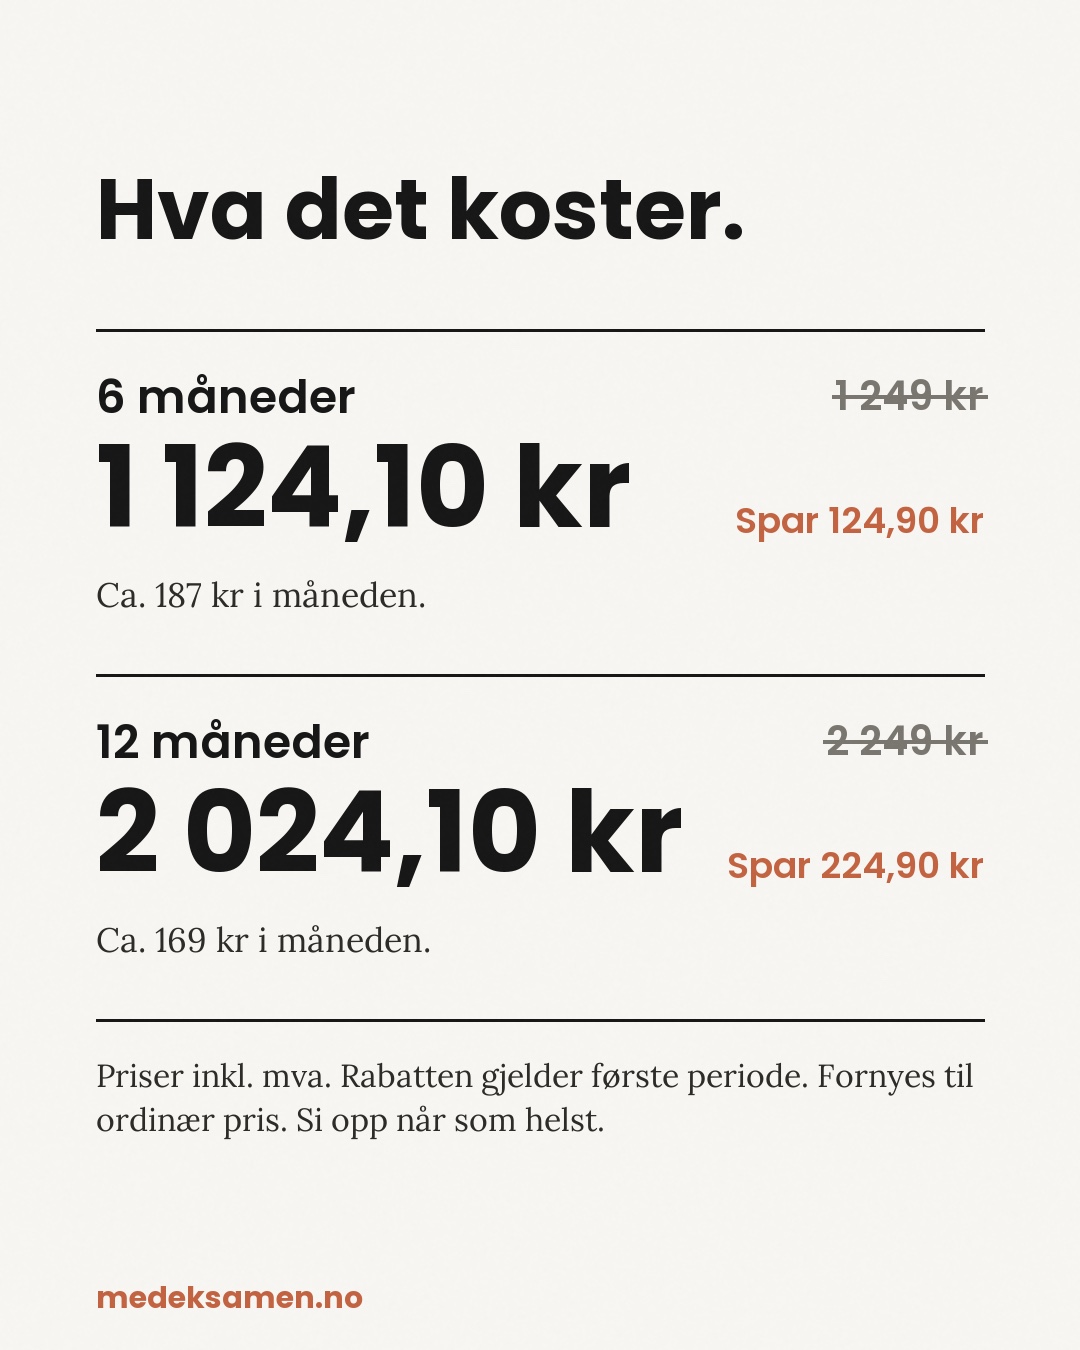 Hva det koster.
6 måneder
1 249 kr
1 124,10 kr
Spar 124,90 kr
Ca. 187 kr i måneden.
12 måneder
2 249 kr
2 024,10 kr
Spar 224,90 kr
Ca. 169 kr i måneden.
Priser inkl. mva. Rabatten gjelder første periode. Fornyes til
ordinær pris. Si opp når som helst.
medeksamen.no